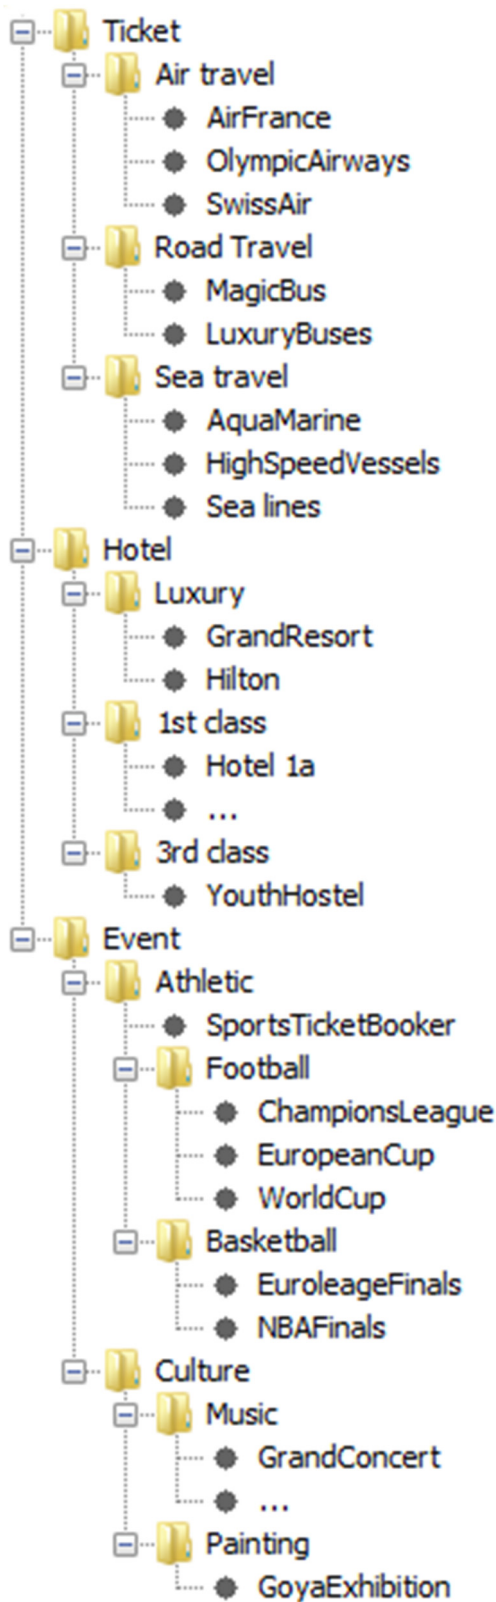 Ticket
Air travel
AirFrance
OlympicAirways
SwissAir
Road Travel
MagicBus
LuxuryBuses
Sea travel
AquaMarine
HighSpeedVessels
Sea lines
Hotel
Luxury
GrandResort
Hilton
1st class
Hotel 1a
...
3rd class
YouthHostel
Event
Athletic
SportsTicketBooker
Football
ChampionsLeague
EuropeanCup
WorldCup
Basketball
EuroleageFinals
NBAFinals
Culture
Music
GrandConcert
...
Painting
GoyaExhibition